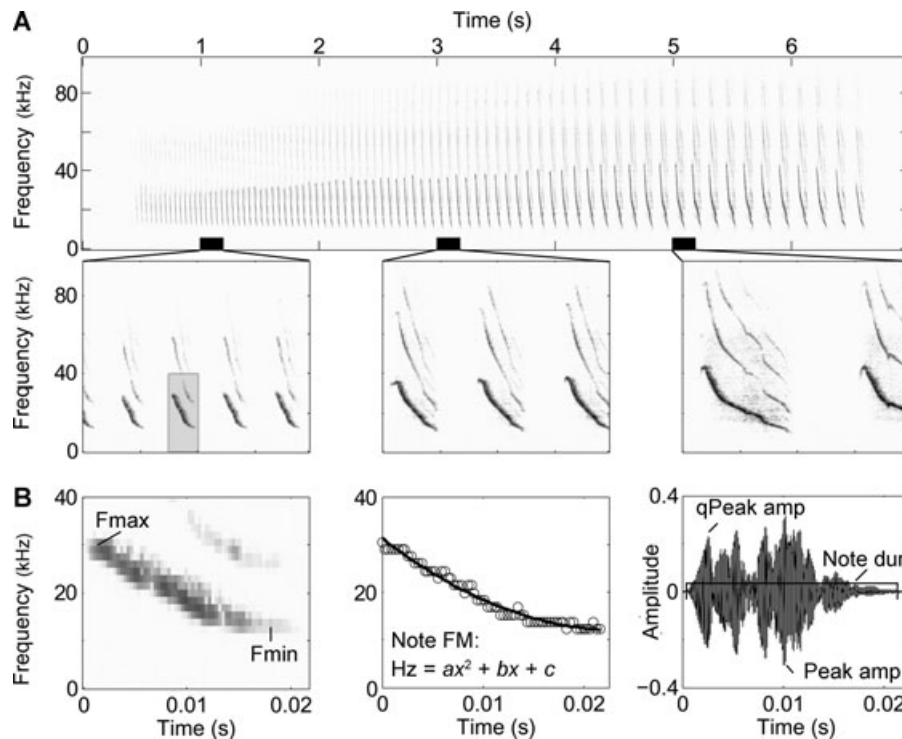 Time (s)
A
0 1 2 3 4 5 6
Frequency (kHz)
80
40
0
Frequency (kHz)
80
40
0
B
Frequency (kHz)
40
20
0
Fmax
Fmin
0 0.01 0.02
Time (s)
40
20
0
Note FM:
Hz = ax² + bx + c
0 0.01 0.02
Time (s)
Amplitude
0.4
0
−0.4
qPeak amp
Note dur
Peak amp
0 0.01 0.02
Time (s)